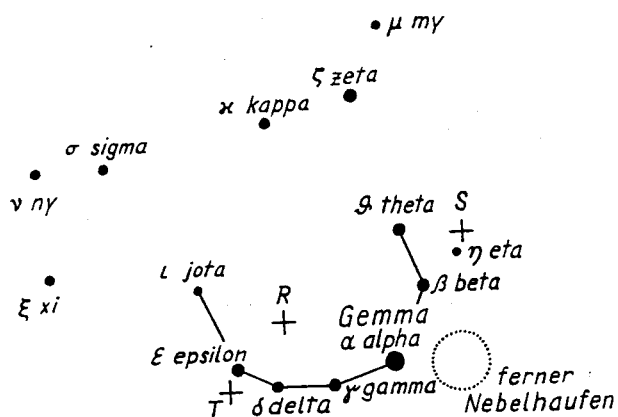 μ my
ζ zeta
ϰ kappa
σ sigma
ν ny
ϑ theta
S
η eta
ι jota
ξ xi
R
β beta
Gemma
α alpha
ε epsilon
T
δ delta
γ gamma
ferner
Nebelhaufen